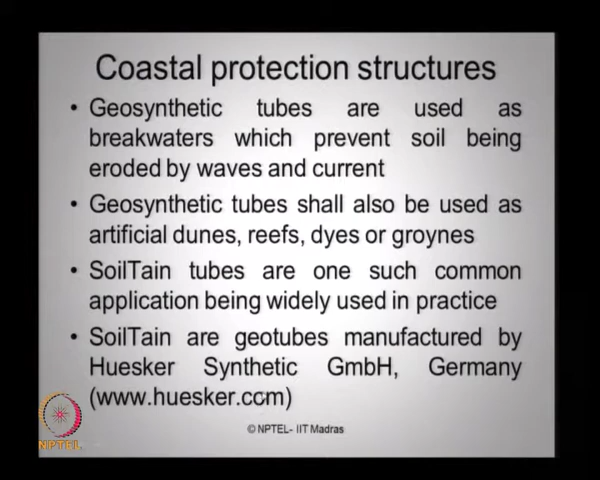 Coastal protection structures
• Geosynthetic tubes are used as
breakwaters which prevent soil being
eroded by waves and current
• Geosynthetic tubes shall also be used as
artificial dunes, reefs, dyes or groynes
• SoilTain tubes are one such common
application being widely used in practice
• SoilTain are geotubes manufactured by
Huesker Synthetic GmbH, Germany
(www.huesker.com)
NPTEL
© NPTEL- IIT Madras